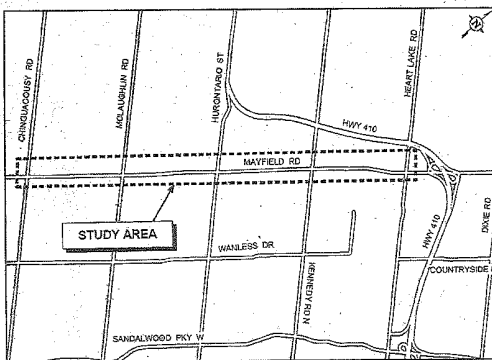 CHINGUACOUSY RD
MCLAUGHLIN RD
HURONTARIO ST
HEART LAKE RD
N
HWY 410
MAYFIELD RD
STUDY AREA
HWY 410
DIXIE RD
WANLESS DR
KENNEDY RD N
COUNTRYSIDE
SANDALWOOD PKY W